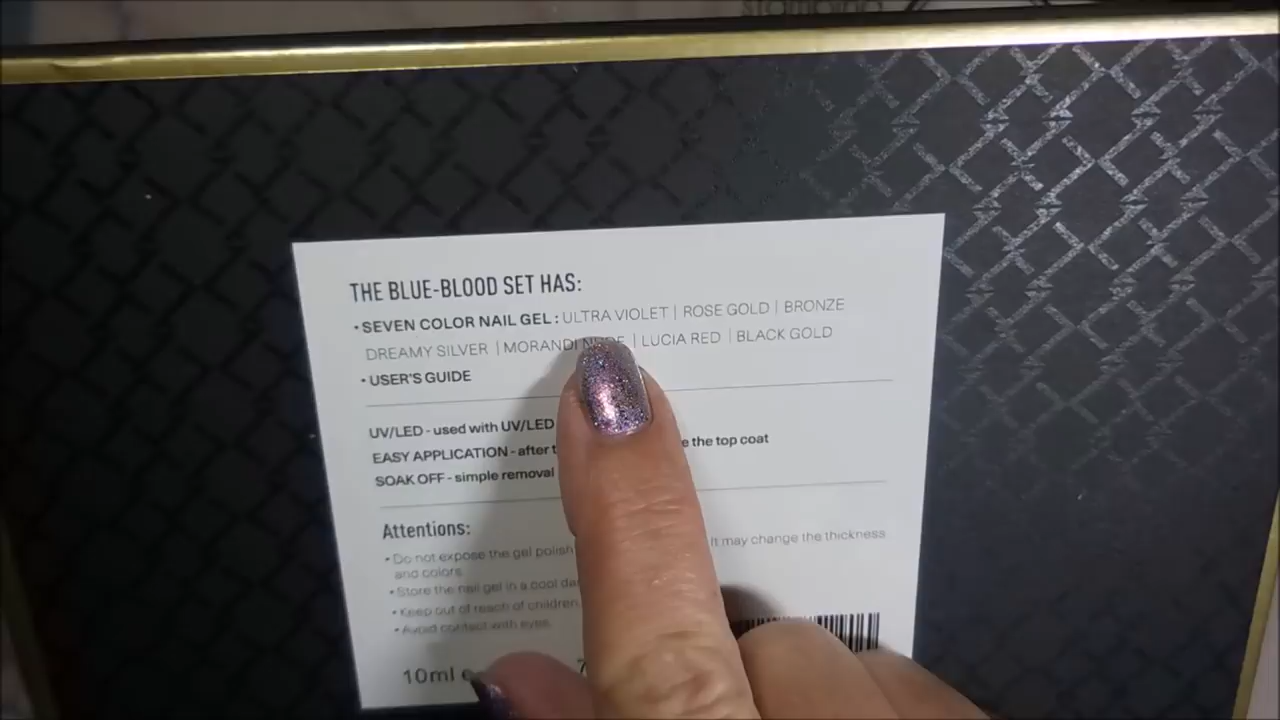 stamping
THE BLUE-BLOOD SET HAS:
• SEVEN COLOR NAIL GEL : ULTRA VIOLET | ROSE GOLD | BRONZE
DREAMY SILVER | MORANDI NUDE | LUCIA RED | BLACK GOLD
• USER'S GUIDE
UV/LED - used with UV/LED
EASY APPLICATION - after the top coat
SOAK OFF - simple removal
Attentions:
• Do not expose the gel polish It may change the thickness
and colors
• Store the nail gel in a cool
• Keep out of reach of children.
• Avoid contact with eyes.
10ml